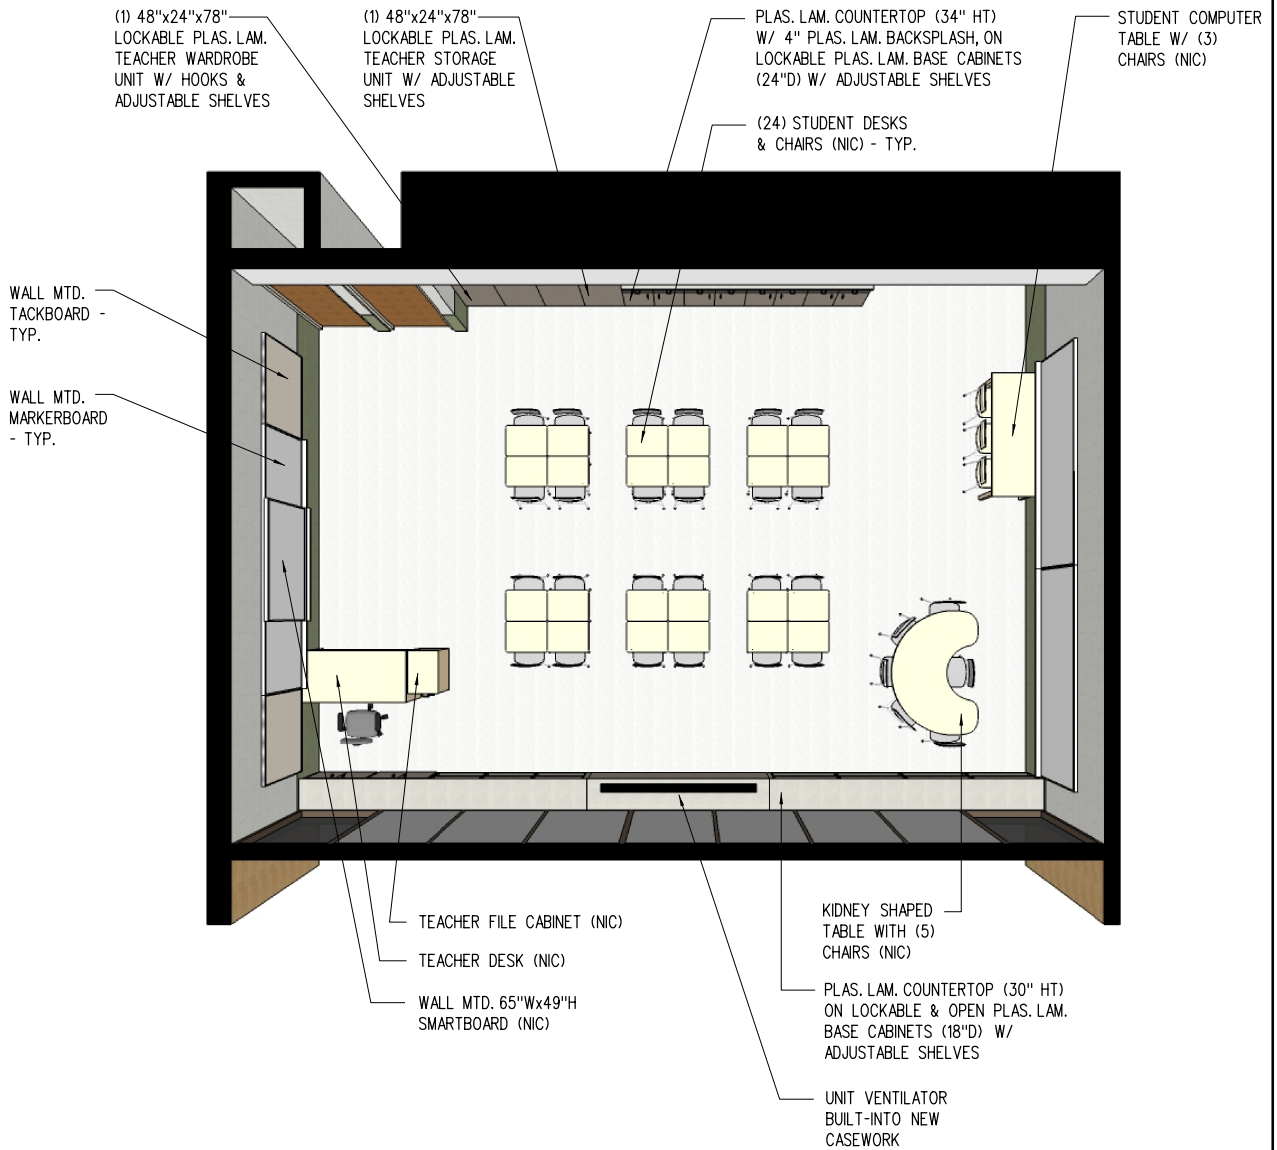 (1) 48"x24"x78"
LOCKABLE PLAS. LAM.
TEACHER WARDROBE
UNIT W/ HOOKS &
ADJUSTABLE SHELVES
(1) 48"x24"x78"
LOCKABLE PLAS. LAM.
TEACHER STORAGE
UNIT W/ ADJUSTABLE
SHELVES
PLAS. LAM. COUNTERTOP (34" HT)
W/ 4" PLAS. LAM. BACKSPLASH, ON
LOCKABLE PLAS. LAM. BASE CABINETS
(24"D) W/ ADJUSTABLE SHELVES
STUDENT COMPUTER
TABLE W/ (3)
CHAIRS (NIC)
(24) STUDENT DESKS
& CHAIRS (NIC) - TYP.
WALL MTD.
TACKBOARD -
TYP.
WALL MTD.
MARKERBOARD
- TYP.
TEACHER FILE CABINET (NIC)
TEACHER DESK (NIC)
WALL MTD. 65"Wx49"H
SMARTBOARD (NIC)
KIDNEY SHAPED
TABLE WITH (5)
CHAIRS (NIC)
PLAS. LAM. COUNTERTOP (30" HT)
ON LOCKABLE & OPEN PLAS. LAM.
BASE CABINETS (18"D) W/
ADJUSTABLE SHELVES
UNIT VENTILATOR
BUILT-INTO NEW
CASEWORK